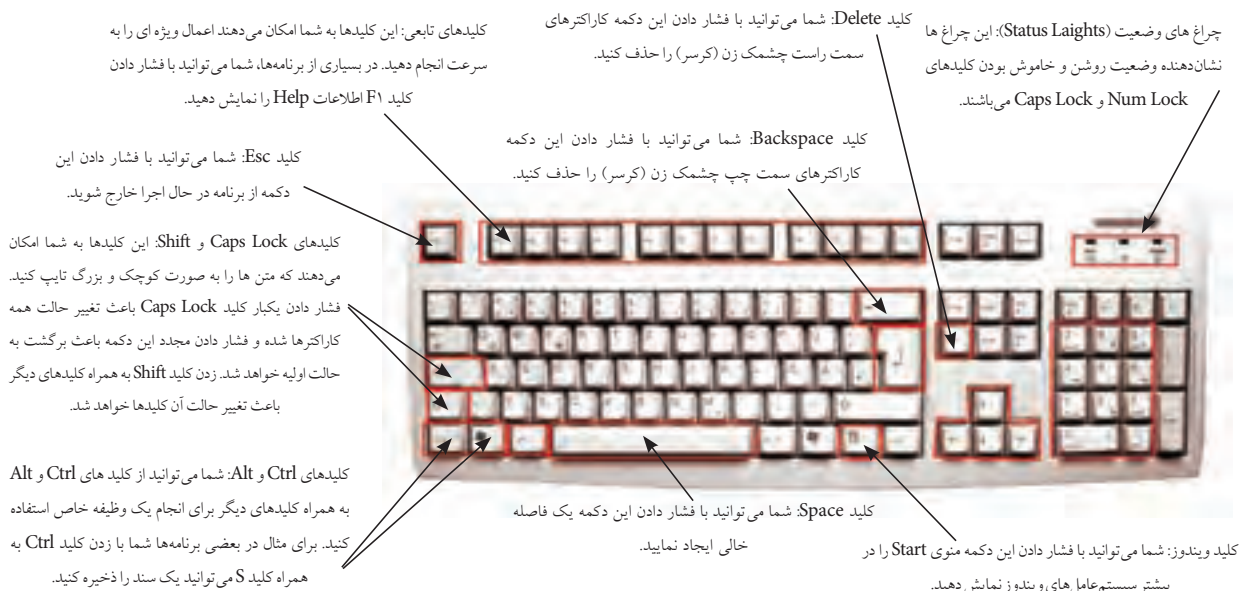 چراغ های وضعیت (Status Laights): این چراغ ها
نشان‌دهنده وضعیت روشن و خاموش بودن کلیدهای
Num Lock و Caps Lock می‌باشند.
کلید Delete: شما می‌توانید با فشار دادن این دکمه کاراکترهای
سمت راست چشمک زن (کرسر) را حذف کنید.
کلیدهای تابعی: این کلیدها به شما امکان می‌دهند اعمال ویژه ای را به
سرعت انجام دهید. در بسیاری از برنامه‌ها، شما می‌توانید با فشار دادن
کلید F۱ اطلاعات Help را نمایش دهید.
کلید Backspace: شما می‌توانید با فشار دادن این دکمه
کاراکترهای سمت چپ چشمک زن (کرسر) را حذف کنید.
کلید Esc: شما می‌توانید با فشار دادن این
دکمه از برنامه در حال اجرا خارج شوید.
کلیدهای Caps Lock و Shift: این کلیدها به شما امکان
می‌دهند که متن ها را به صورت کوچک و بزرگ تایپ کنید.
فشار دادن یکبار کلید Caps Lock باعث تغییر حالت همه
کاراکترها شده و فشار دادن مجدد این دکمه باعث برگشت به
حالت اولیه خواهد شد. زدن کلید Shift به همراه کلیدهای دیگر
باعث تغییر حالت آن کلیدها خواهد شد.
کلیدهای Ctrl و Alt: شما می‌توانید از کلید های Ctrl و Alt
به همراه کلیدهای دیگر برای انجام یک وظیفه خاص استفاده
کنید. برای مثال در بعضی برنامه‌ها شما با زدن کلید Ctrl به
همراه کلید S می‌توانید یک سند را ذخیره کنید.
کلید Space: شما می‌توانید با فشار دادن این دکمه یک فاصله
خالی ایجاد نمایید.
کلید ویندوز: شما می‌توانید با فشار دادن این دکمه منوی Start را در
بیشتر سیستم‌عامل‌های ویندوز نمایش دهید.